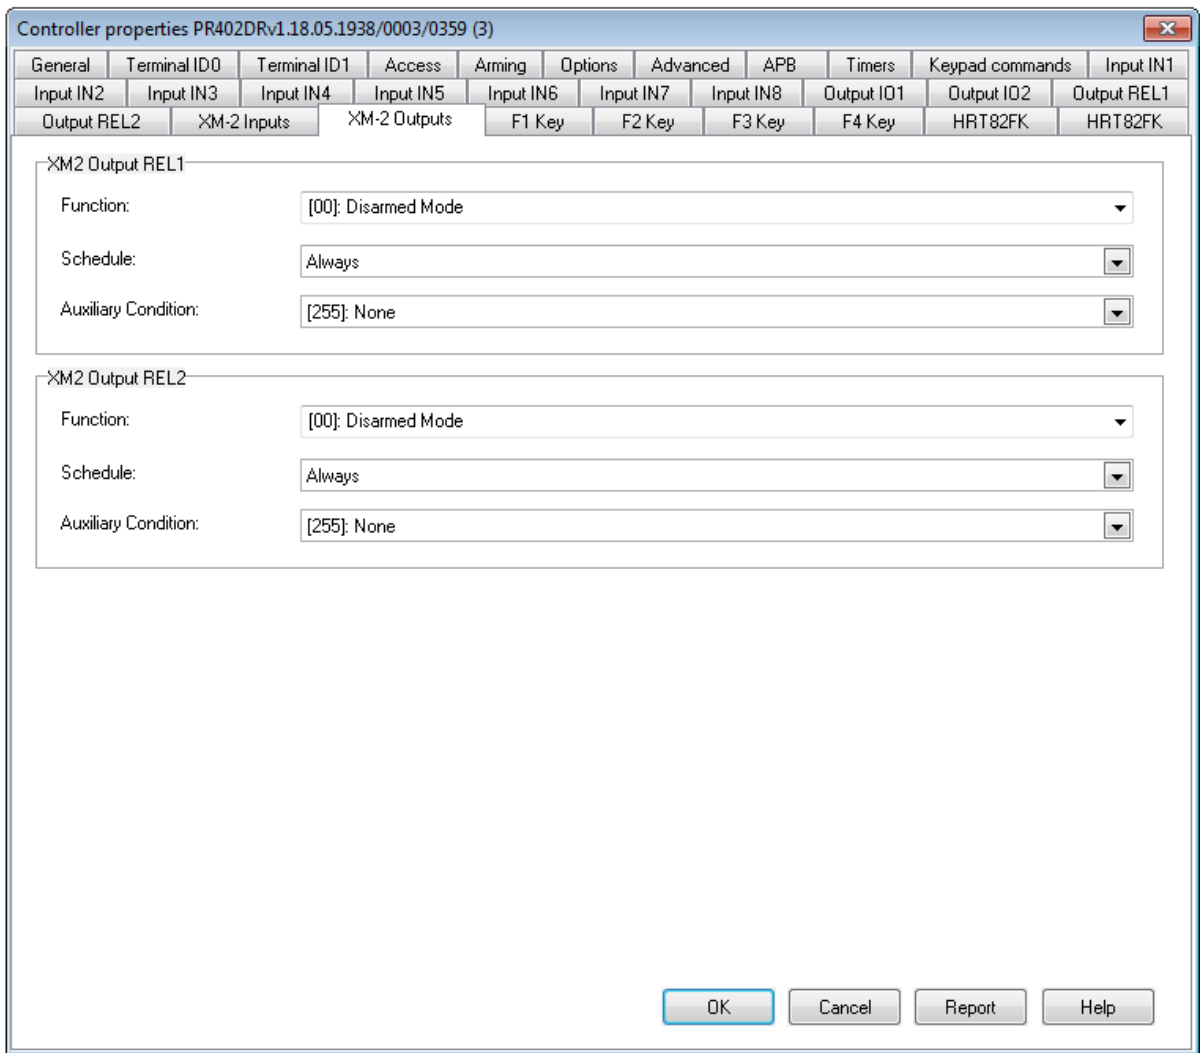 Controller properties PR402DRv1.18.05.1938/0003/0359 (3)
General Terminal ID0 Terminal ID1 Access Arming Options Advanced APB Timers Keypad commands Input IN1
Input IN2 Input IN3 Input IN4 Input IN5 Input IN6 Input IN7 Input IN8 Output IO1 Output IO2 Output REL1
Output REL2 XM-2 Inputs XM-2 Outputs F1 Key F2 Key F3 Key F4 Key HRT82FK HRT82FK
XM2 Output REL1
Function: [00]: Disarmed Mode
Schedule: Always
Auxiliary Condition: [255]: None
XM2 Output REL2
Function: [00]: Disarmed Mode
Schedule: Always
Auxiliary Condition: [255]: None
OK Cancel Report Help